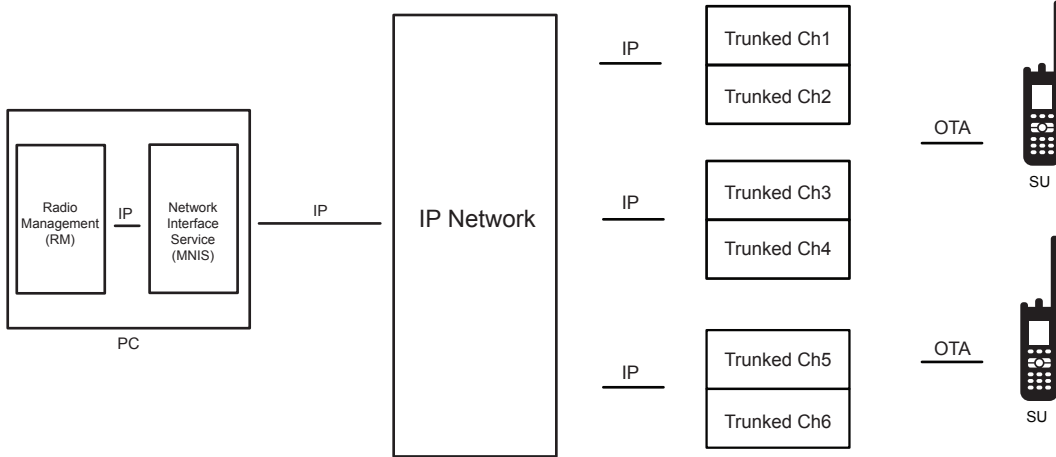 Radio
Management
(RM)
IP
Network
Interface
Service
(MNIS)
PC
IP
IP Network
IP
Trunked Ch1
Trunked Ch2
IP
Trunked Ch3
Trunked Ch4
IP
Trunked Ch5
Trunked Ch6
OTA
SU
OTA
SU